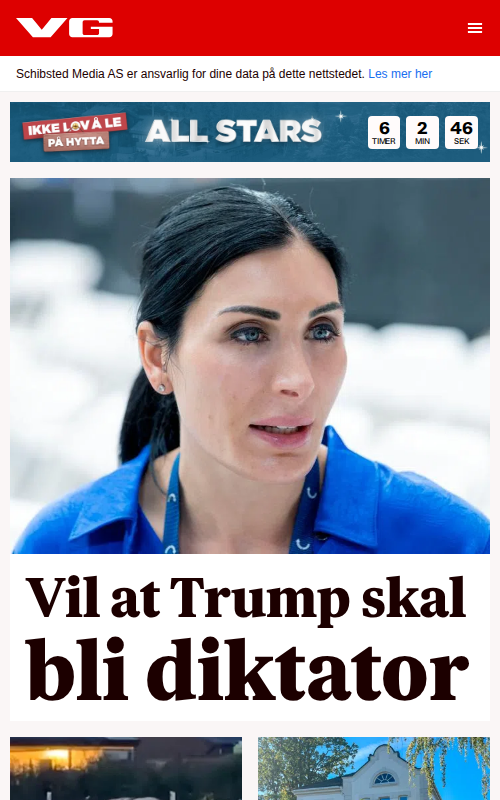 VG
Schibsted Media AS er ansvarlig for dine data på dette nettstedet. Les mer her
IKKE LOV Å LE
PÅ HYTTA
ALL STARS
6
TIMER
2
MIN
46
SEK
Vil at Trump skal
bli diktator